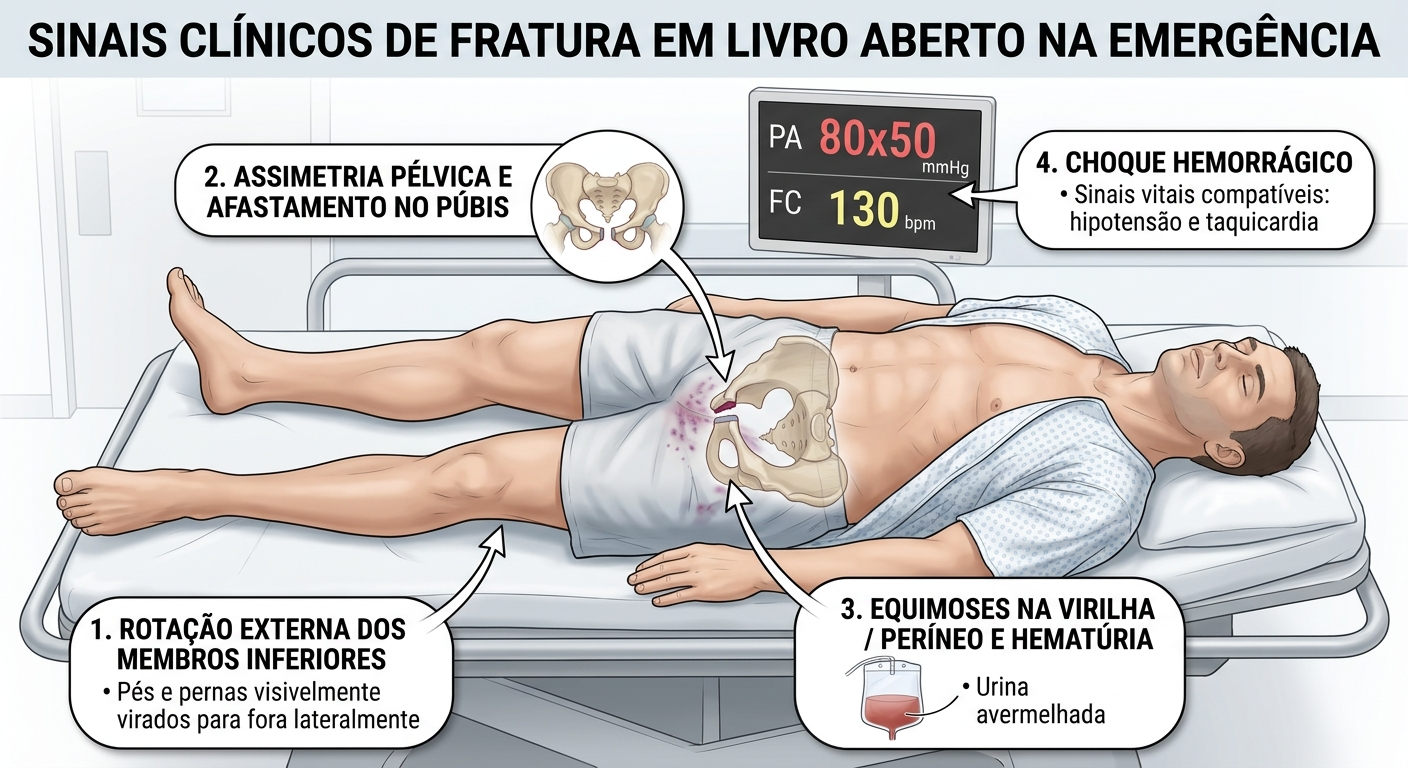 SINAIS CLÍNICOS DE FRATURA EM LIVRO ABERTO NA EMERGÊNCIA
2. ASSIMETRIA PÉLVICA E
AFASTAMENTO NO PÚBIS
PA 80x50
mmHg
FC 130 bpm
4. CHOQUE HEMORRÁGICO
• Sinais vitais compatíveis:
hipotensão e taquicardia
1. ROTAÇÃO EXTERNA DOS
MEMBROS INFERIORES
• Pés e pernas visivelmente
virados para fora lateralmente
3. EQUIMOSES NA VIRILHA
/ PERÍNEO E HEMATÚRIA
• Urina
avermelhada